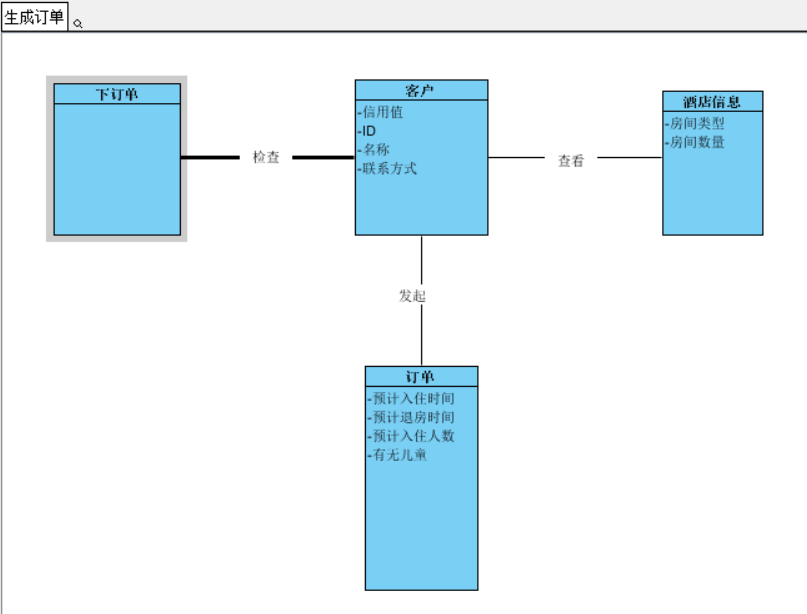 生成订单
下订单
检查
客户
-信用值
-ID
-名称
-联系方式
查看
酒店信息
-房间类型
-房间数量
发起
订单
-预计入住时间
-预计退房时间
-预计入住人数
-有无儿童